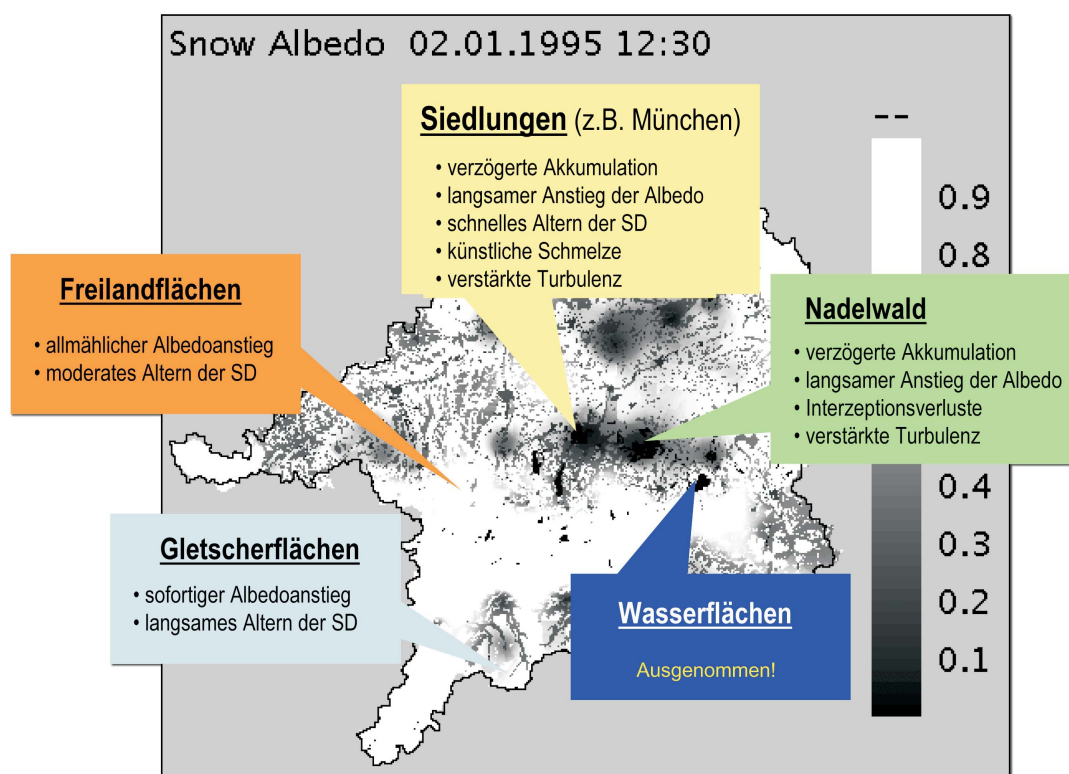 Snow Albedo 02.01.1995 12:30
Siedlungen (z.B. München)
• verzögerte Akkumulation
• langsamer Anstieg der Albedo
• schnelles Altern der SD
• künstliche Schmelze
• verstärkte Turbulenz
Freilandflächen
• allmählicher Albedoanstieg
• moderates Altern der SD
Nadelwald
• verzögerte Akkumulation
• langsamer Anstieg der Albedo
• Interzeptionsverluste
• verstärkte Turbulenz
Gletscherflächen
• sofortiger Albedoanstieg
• langsames Altern der SD
Wasserflächen
Ausgenommen!
--
0.9
0.8
0.4
0.3
0.2
0.1